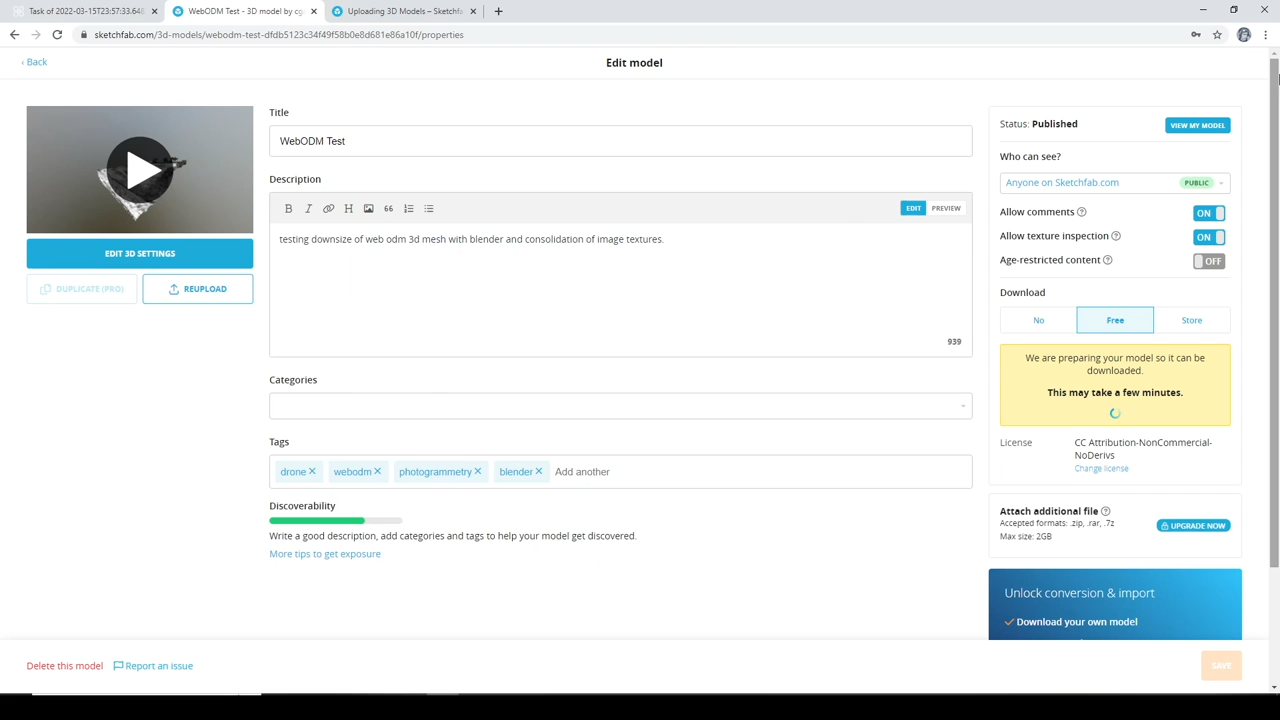 Task of 2022-03-15T23:57:33.648
WebODM Test - 3D model by cga
Uploading 3D Models – Sketchfa
sketchfab.com/3d-models/webodm-test-dfdb5123c34f49f58b0e8d681e86a10f/properties
‹ Back
Edit model
Title
WebODM Test
Description
B I H 66
EDIT PREVIEW
testing downsize of web odm 3d mesh with blender and consolidation of image textures.
939
EDIT 3D SETTINGS
DUPLICATE (PRO)
REUPLOAD
Categories
Tags
drone × webodm × photogrammetry × blender × Add another
Discoverability
Write a good description, add categories and tags to help your model get discovered.
More tips to get exposure
Status: Published
VIEW MY MODEL
Who can see?
Anyone on Sketchfab.com PUBLIC
Allow comments ? ON
Allow texture inspection ? ON
Age-restricted content ? OFF
Download
No Free Store
We are preparing your model so it can be
downloaded.
This may take a few minutes.
License
CC Attribution-NonCommercial-
NoDerivs
Change license
Attach additional file ?
Accepted formats: .zip, .rar, .7z
Max size: 2GB
UPGRADE NOW
Unlock conversion & import
✓ Download your own model
Delete this model
Report an issue
SAVE